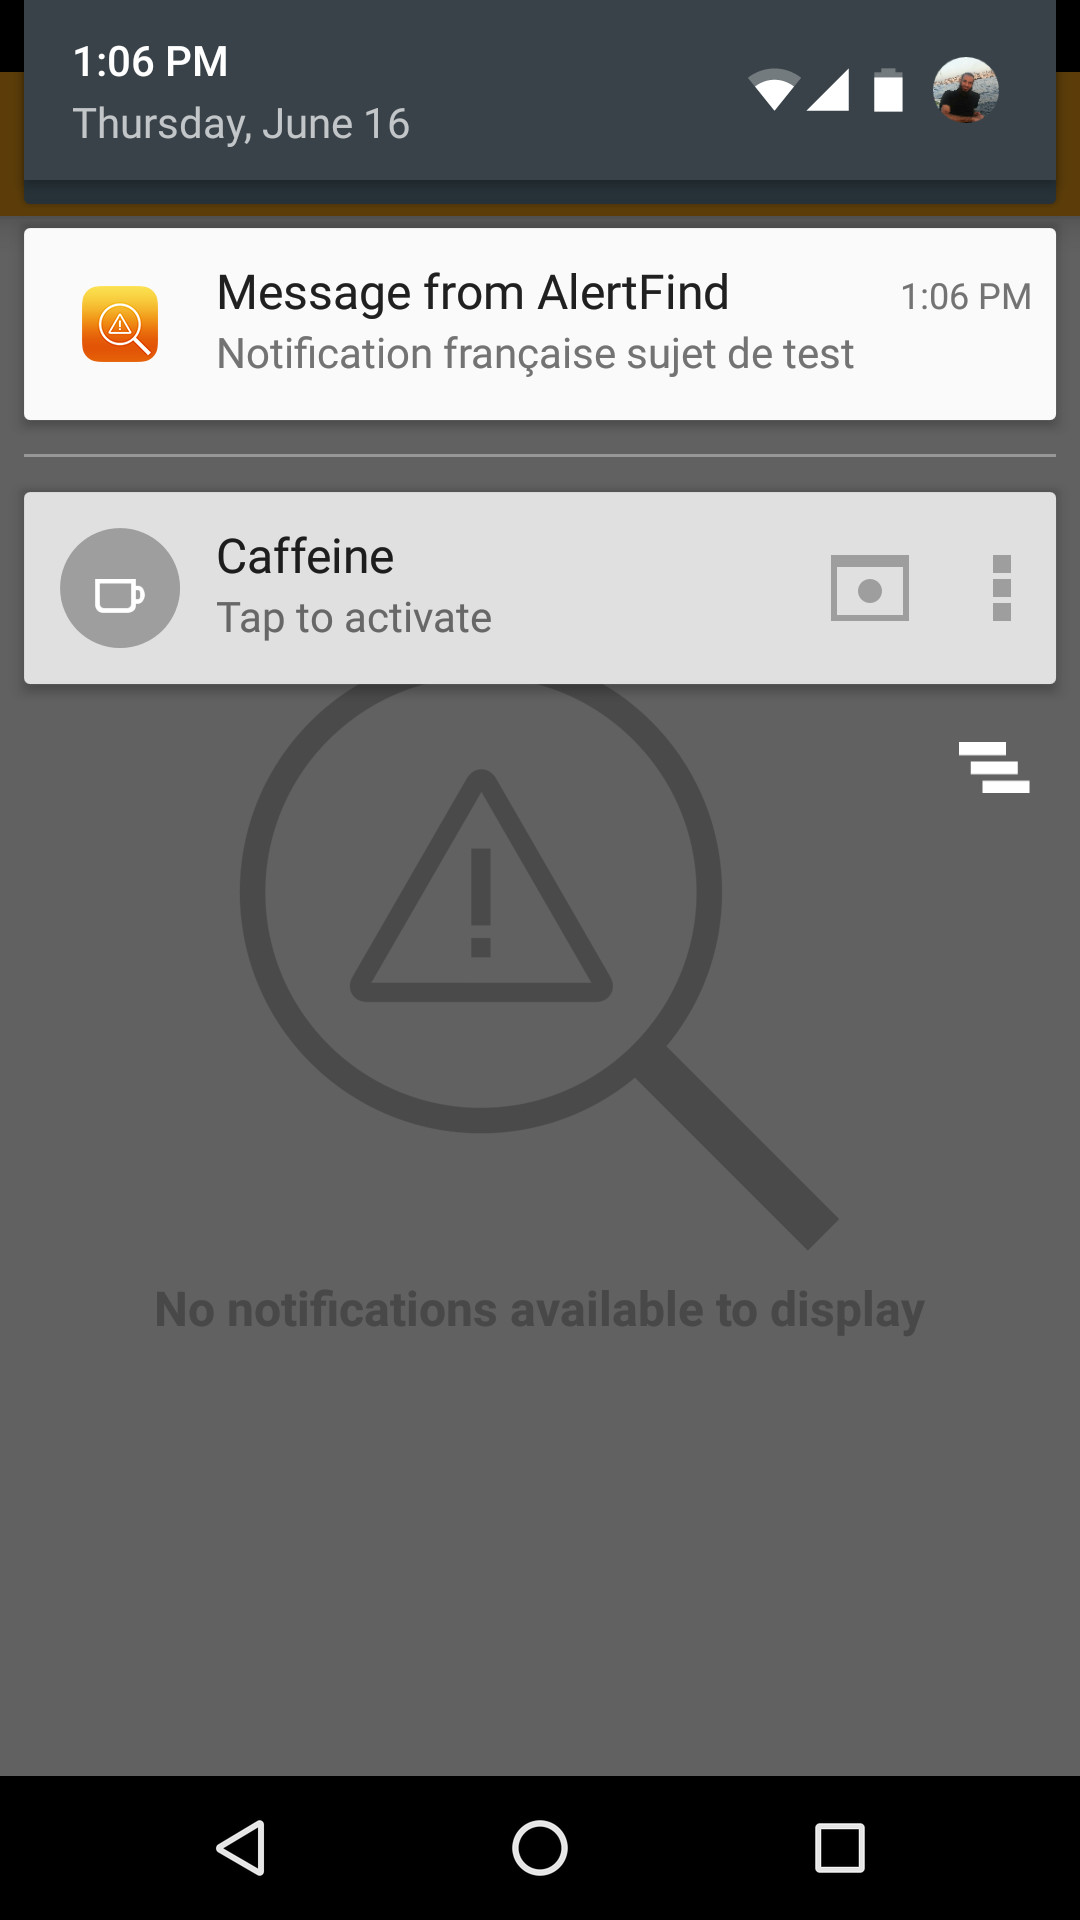 1:06 PM
Thursday, June 16
Message from AlertFind
1:06 PM
Notification française sujet de test
Caffeine
Tap to activate
No notifications available to display